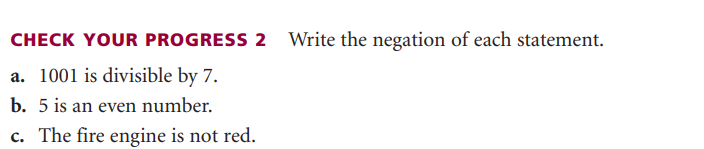 CHECK YOUR PROGRESS 2 Write the negation of each statement.
a. 1001 is divisible by 7.
b. 5 is an even number.
c. The fire engine is not red.